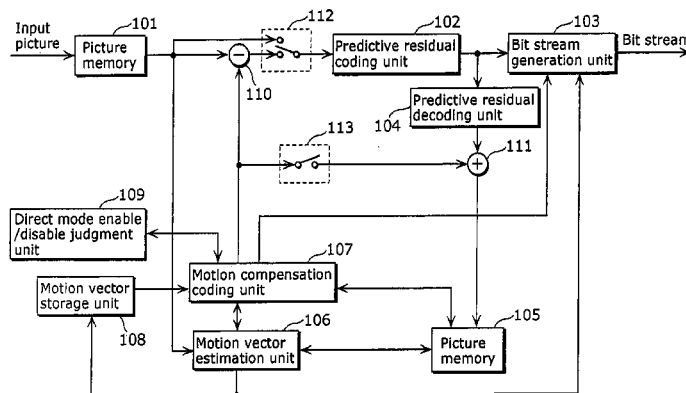 Input
picture
101
Picture
memory
112
110
102
Predictive residual
coding unit
103
Bit stream
generation unit
Bit stream
104
Predictive residual
decoding unit
113
111
109
Direct mode enable
/disable judgment
unit
107
Motion compensation
coding unit
Motion vector
storage unit
108
106
Motion vector
estimation unit
105
Picture
memory